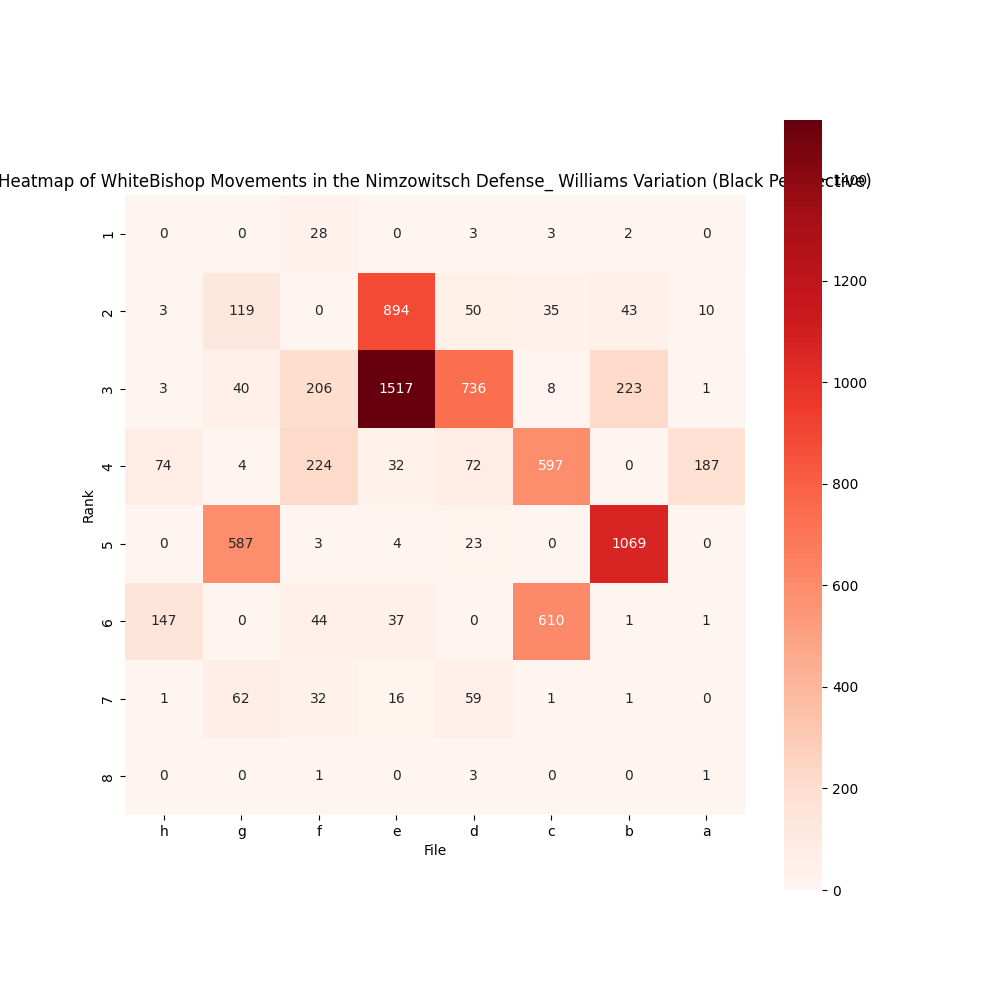 Heatmap of WhiteBishop Movements in the Nimzowitsch Defense_ Williams Variation (Black Perspective)
1400
1 0 0 28 0 3 3 2 0
1200
2 3 119 0 894 50 35 43 10
1000
3 3 40 206 1517 736 8 223 1
4 74 4 224 32 72 597 0 187
800
Rank
5 0 587 3 4 23 0 1069 0
600
6 147 0 44 37 0 610 1 1
400
7 1 62 32 16 59 1 1 0
200
8 0 0 1 0 3 0 0 1
h g f e d c b a
File
0